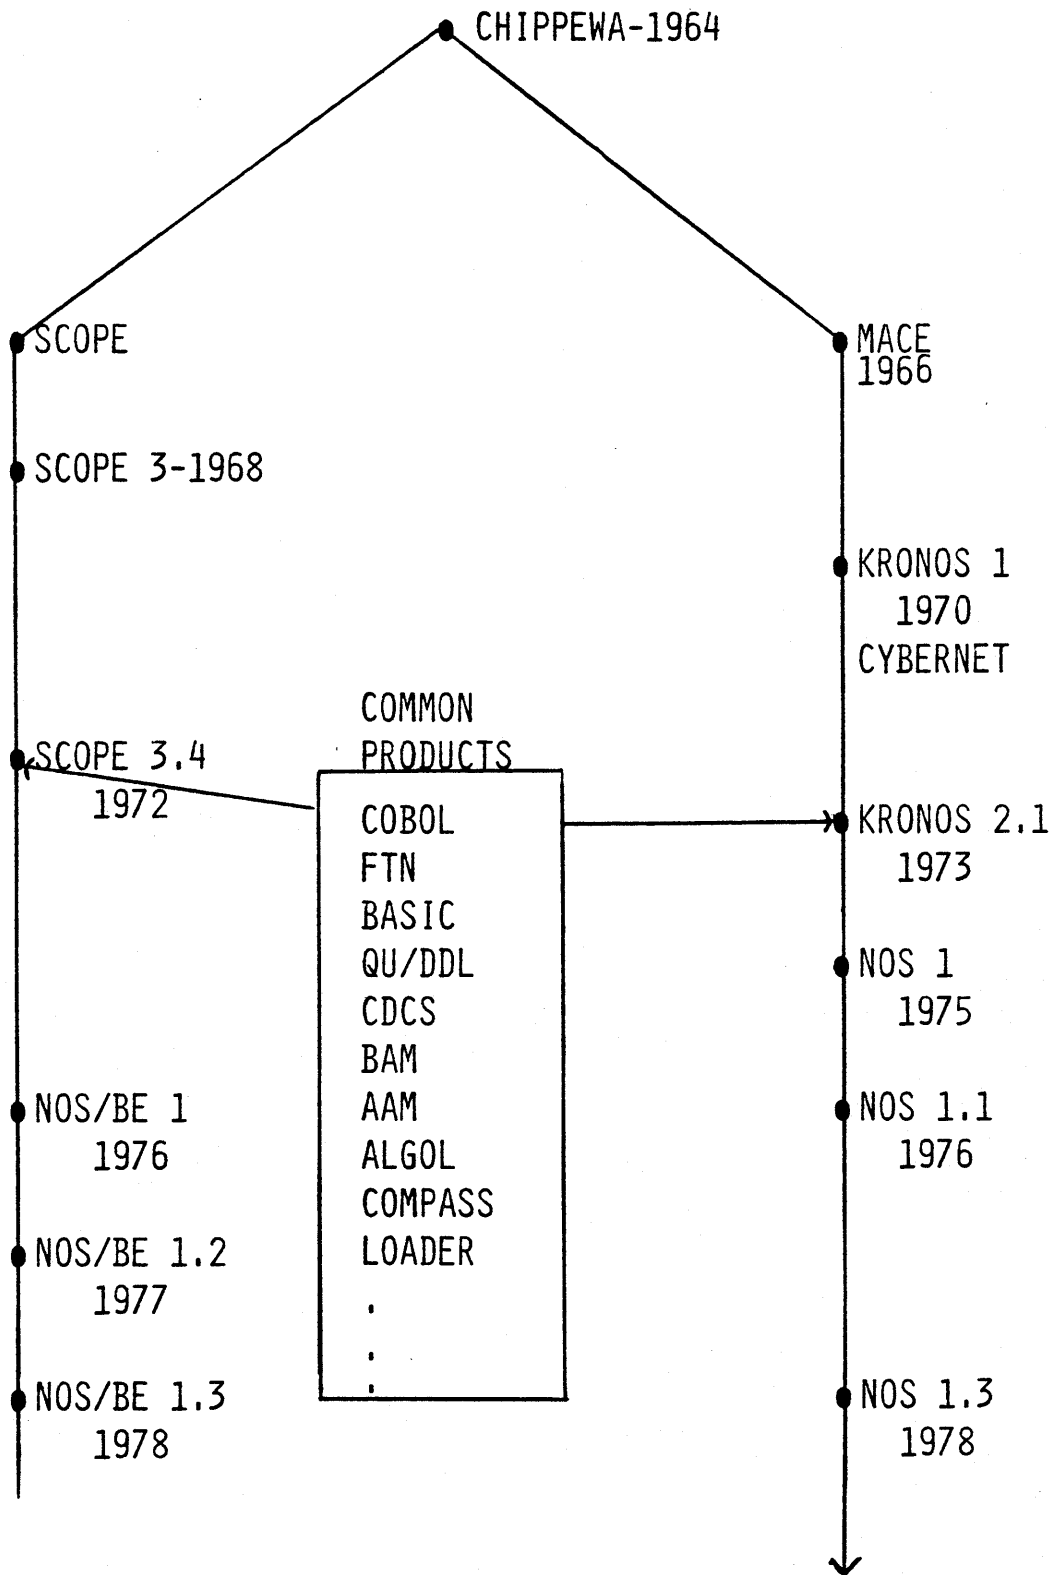 CHIPPEWA-1964
SCOPE
SCOPE 3-1968
SCOPE 3.4
1972
NOS/BE 1
1976
NOS/BE 1.2
1977
NOS/BE 1.3
1978
COMMON
PRODUCTS
COBOL
FTN
BASIC
QU/DDL
CDCS
BAM
AAM
ALGOL
COMPASS
LOADER
.
.
.
MACE
1966
KRONOS 1
1970
CYBERNET
KRONOS 2.1
1973
NOS 1
1975
NOS 1.1
1976
NOS 1.3
1978